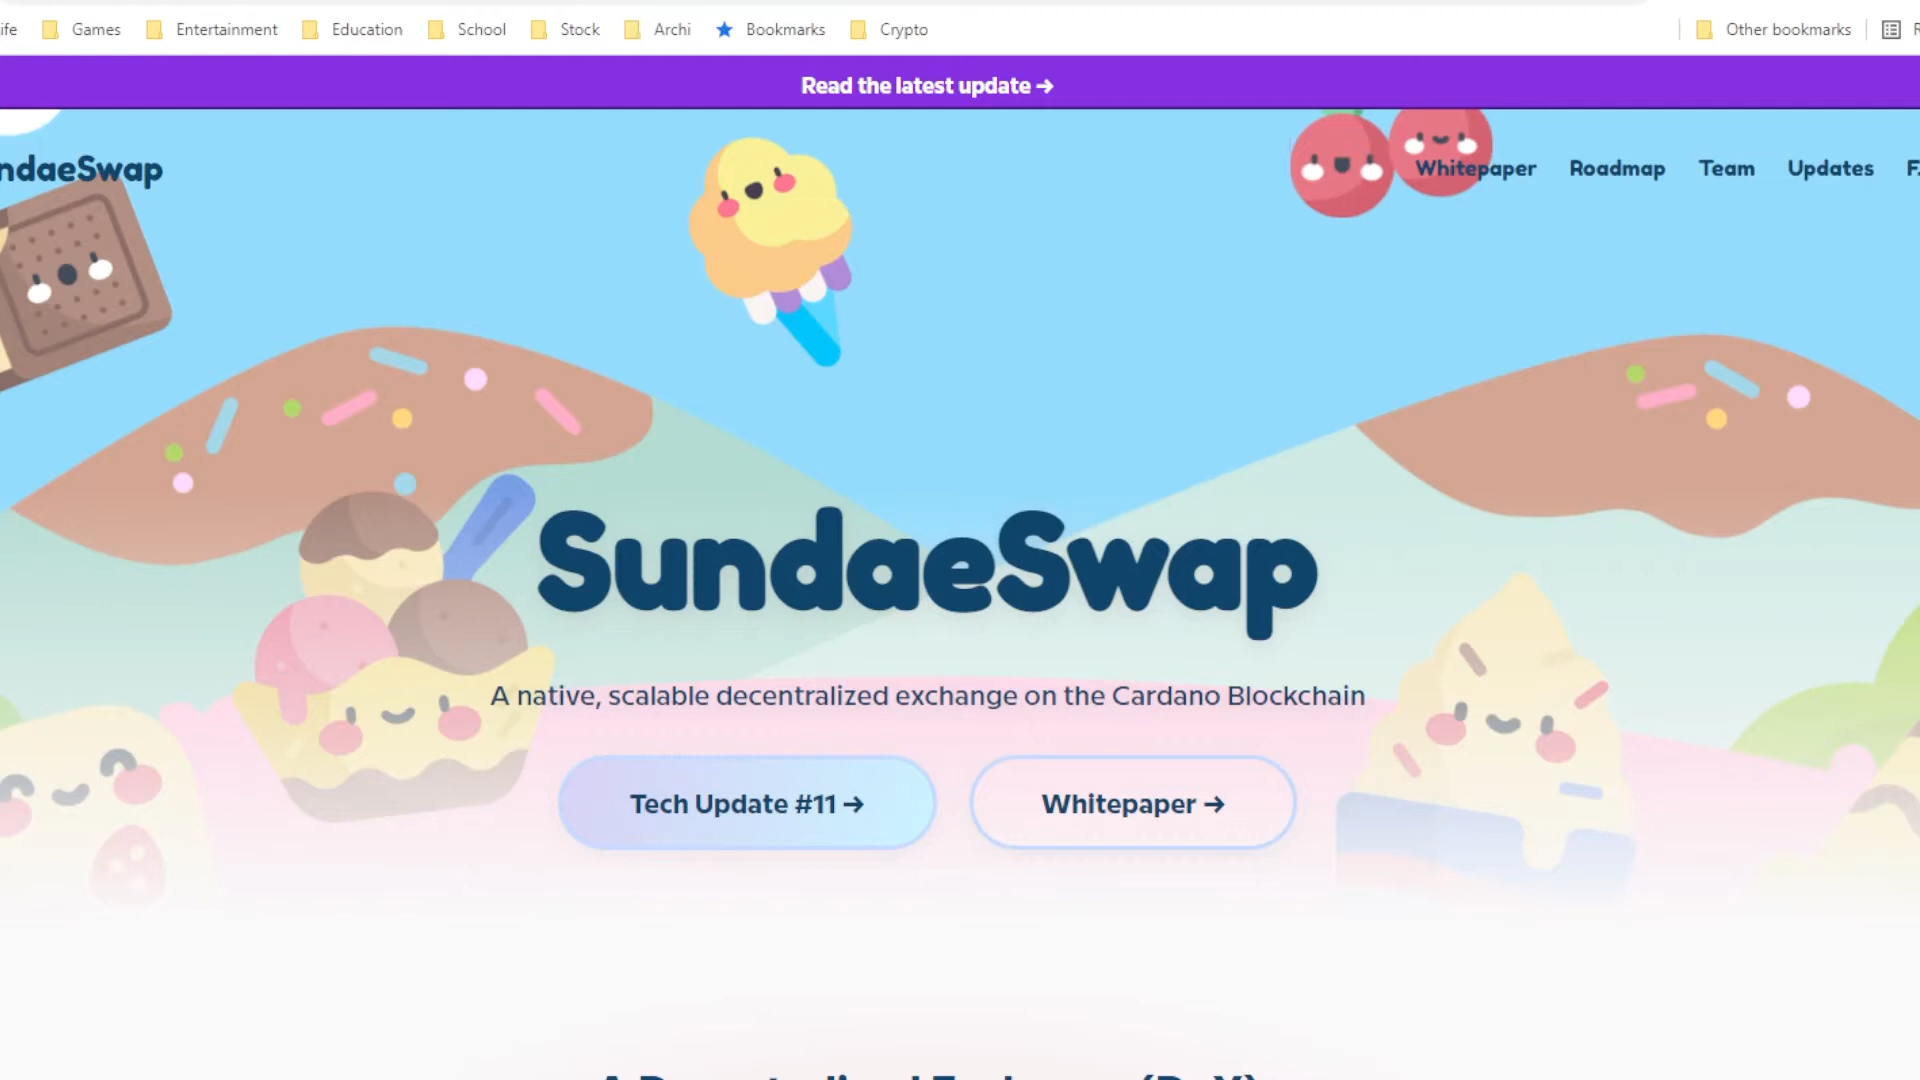 ife Games Entertainment Education School Stock Archi Bookmarks Crypto Other bookmarks R
Read the latest update →
ndaeSwap Whitepaper Roadmap Team Updates F
SundaeSwap
A native, scalable decentralized exchange on the Cardano Blockchain
Tech Update #11 → Whitepaper →